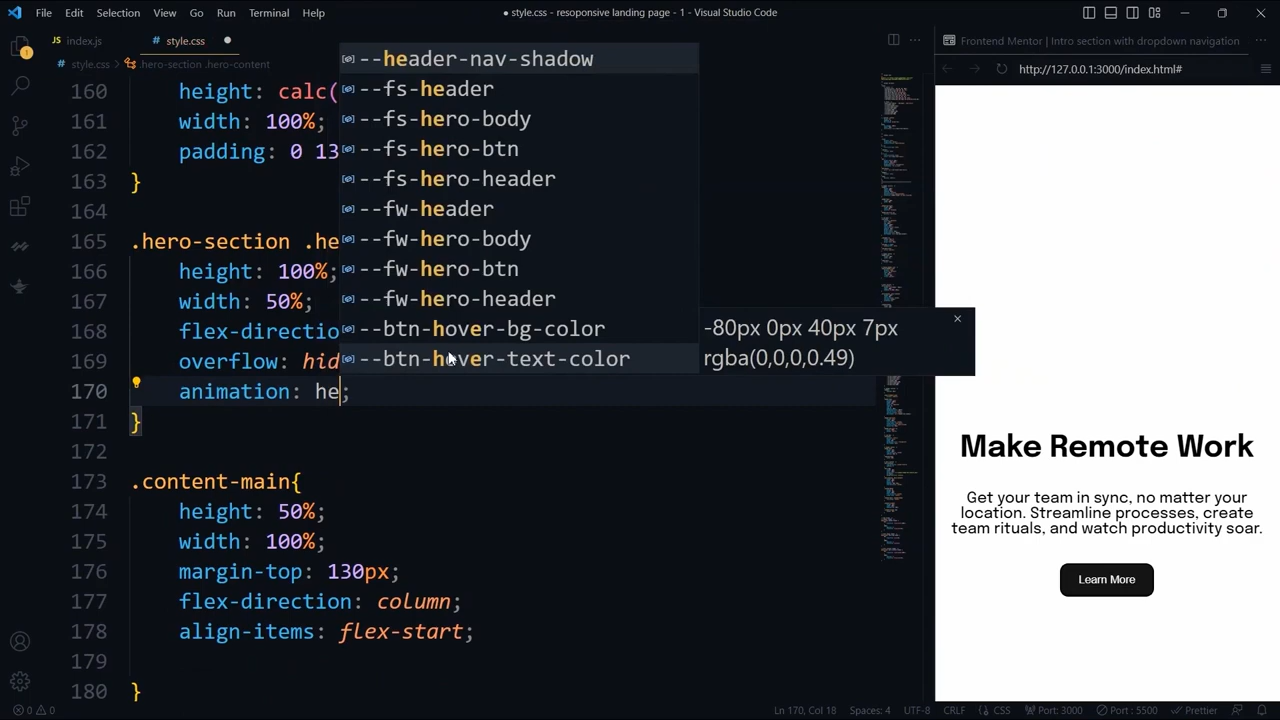 File Edit Selection View Go Run Terminal Help
● style.css - resoponsive landing page - 1 - Visual Studio Code
index.js style.css
style.css .hero-section .hero-content
Frontend Mentor | Intro section with dropdown navigation
http://127.0.0.1:3000/index.html#
160 height: calc(
161 width: 100%;
162 pdding: 0 13
163 }
164
165 .hero-section .he
166 height: 100%;
167 width: 50%;
168 flex-directio
169 overflow: hid
170 animation: he;
171 }
172
173 .content-main{
174 height: 50%;
175 width: 100%;
176 margin-top: 130px;
177 flex-direction: column;
178 align-items: flex-start;
179
180 }
--header-nav-shadow
--fs-header
--fs-hero-body
--fs-hero-btn
--fs-hero-header
--fw-header
--fw-hero-body
--fw-hero-btn
--fw-hero-header
--btn-hover-bg-color
--btn-hover-text-color
-80px 0px 40px 7px
rgba(0,0,0,0.49)
Make Remote Work
Get your team in sync, no matter your
location. Streamline processes, create
team rituals, and watch productivity soar.
Learn More
1
0 0 Ln 170, Col 18 Spaces: 4 UTF-8 CRLF CSS Port: 3000 Port : 5500 Prettier